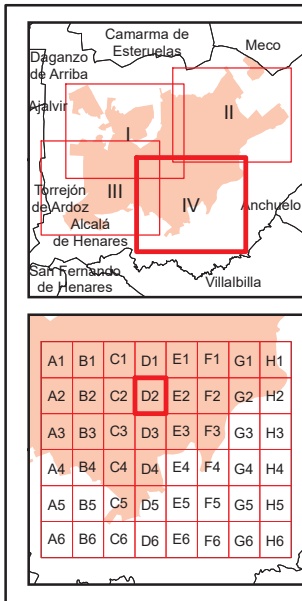 Camarma de
Esteruelas
Meco
Daganzo
de Arriba
Ajalvir
I
II
III
IV
Torrejón
de Ardoz
Alcalá
de Henares
Anchuelo
San Fernando
de Henares
Villalbilla
A1 B1 C1 D1 E1 F1 G1 H1
A2 B2 C2 D2 E2 F2 G2 H2
A3 B3 C3 D3 E3 F3 G3 H3
A4 B4 C4 D4 E4 F4 G4 H4
A5 B5 C5 D5 E5 F5 G5 H5
A6 B6 C6 D6 E6 F6 G6 H6